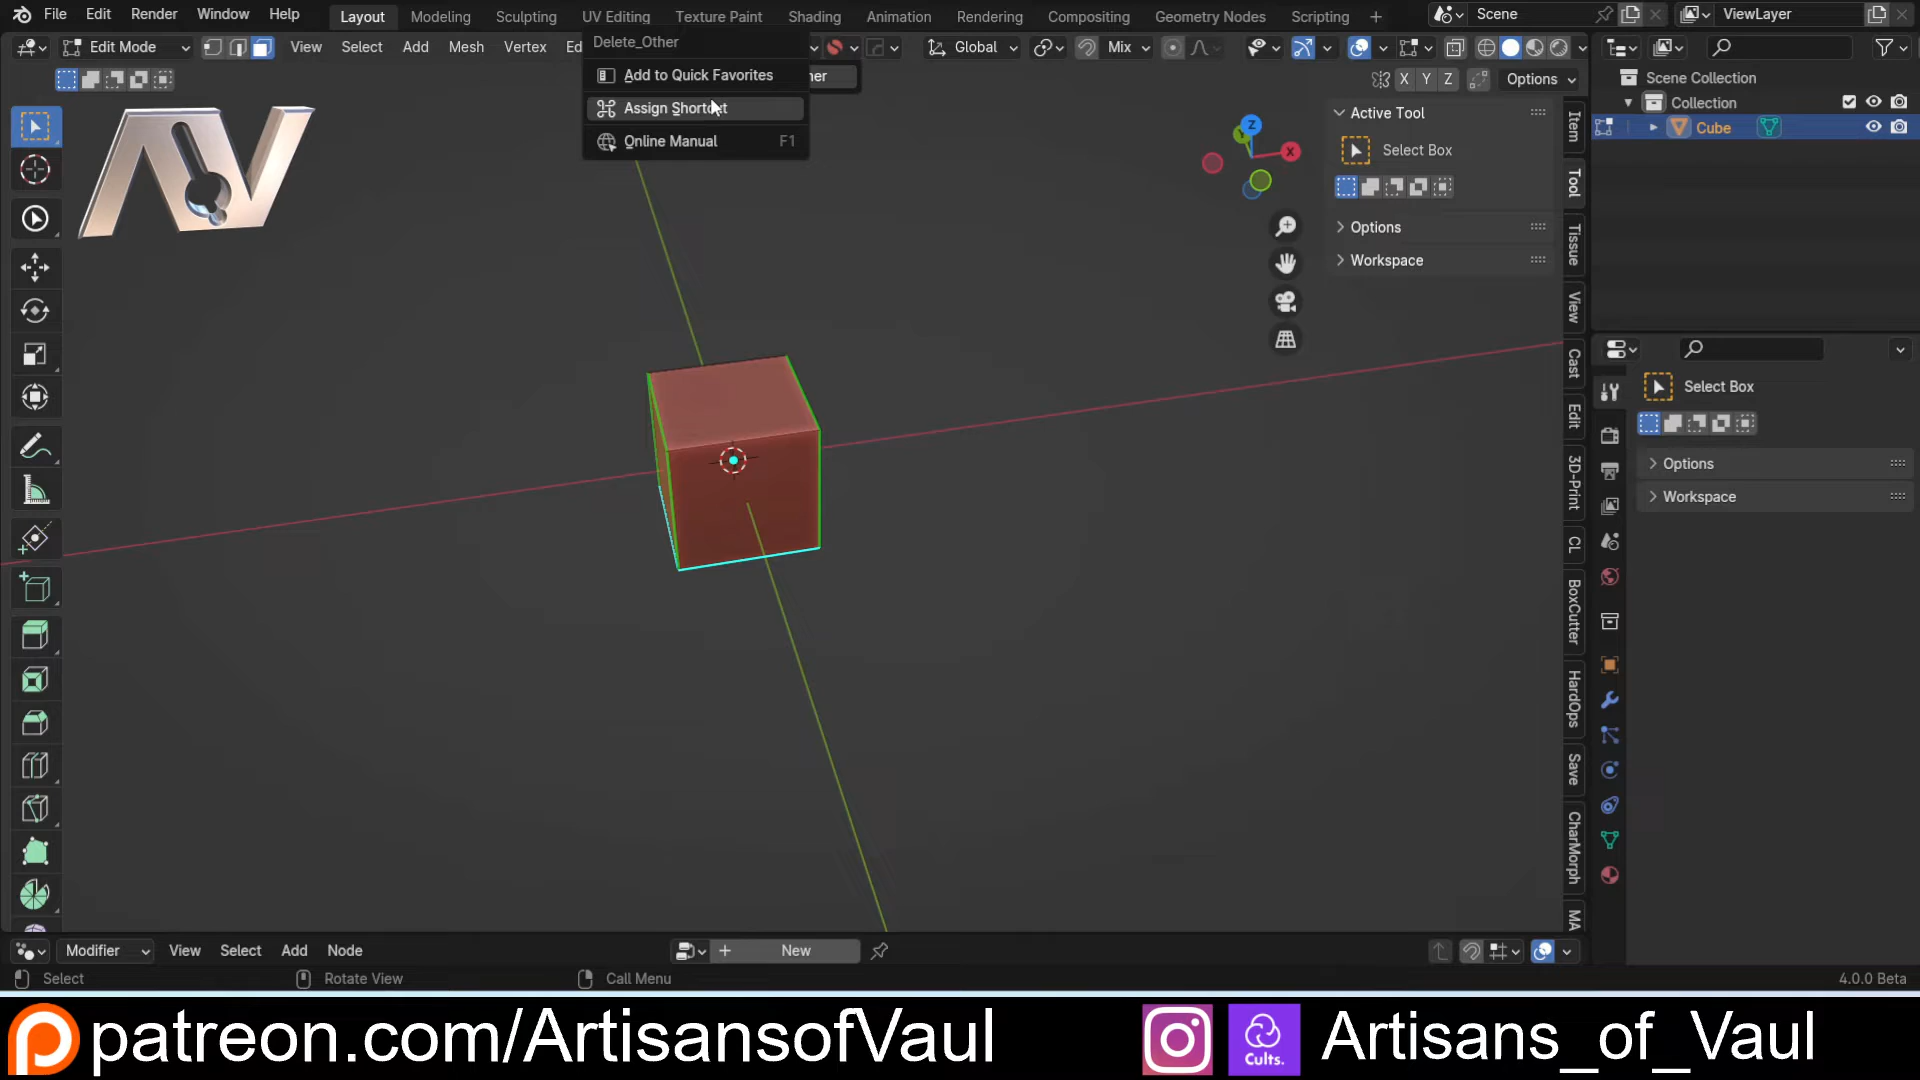 File Edit Render Window Help Layout Modeling Sculpting UV Editing Texture Paint Shading Animation Rendering Compositing Geometry Nodes Scripting + Scene ViewLayer
Edit Mode View Select Add Mesh Vertex Ed Global Mix
Delete_Other
Add to Quick Favorites
Assign Shortcut
Online Manual F1
X Y Z Options
Z
X
Y
Active Tool
Select Box
Options
Workspace
Item
Tool
Tissue
View
Cast
Edit
3D-Print
CL
BoxCutter
HardOps
Save
CharMorph
MA
Scene Collection
Collection
Cube
Select Box
Options
Workspace
Modifier View Select Add Node + New
Select Rotate View Call Menu 4.0.0 Beta
patreon.com/ArtisansofVaul
Cults.
Artisans_of_Vaul